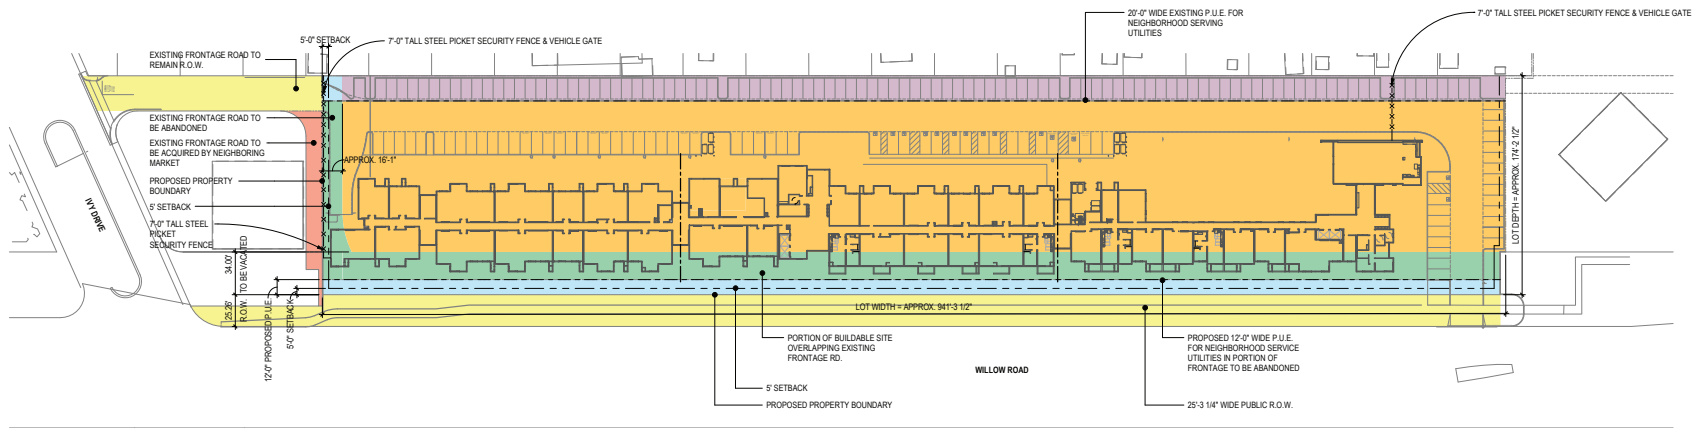 20'-0" WIDE EXISTING P.U.E. FOR
NEIGHBORHOOD SERVING
UTILITIES
7'-0" TALL STEEL PICKET SECURITY FENCE & VEHICLE GATE
5'-0" SETBACK
7'-0" TALL STEEL PICKET SECURITY FENCE & VEHICLE GATE
EXISTING FRONTAGE ROAD TO
REMAIN R.O.W.
EXISTING FRONTAGE ROAD TO
BE ABANDONED
EXISTING FRONTAGE ROAD TO
BE ACQUIRED BY NEIGHBORING
MARKET
APPROX. 16'-1"
PROPOSED PROPERTY
BOUNDARY
5' SETBACK
7'-0" TALL STEEL
PICKET
SECURITY FENCE
IVY DRIVE
LOT DEPTH = APPROX. 174'-2 1/2"
34.00'
R.O.W. TO BE VACATED
25.26'
12'-0" PROPOSED P.U.E.
5'-0" SETBACK
LOT WIDTH = APPROX. 941'-3 1/2"
PORTION OF BUILDABLE SITE
OVERLAPPING EXISTING
FRONTAGE RD.
PROPOSED 12'-0" WIDE P.U.E.
FOR NEIGHBORHOOD SERVICE
UTILITIES IN PORTION OF
FRONTAGE TO BE ABANDONED
WILLOW ROAD
5' SETBACK
PROPOSED PROPERTY BOUNDARY
25'-3 1/4" WIDE PUBLIC R.O.W.